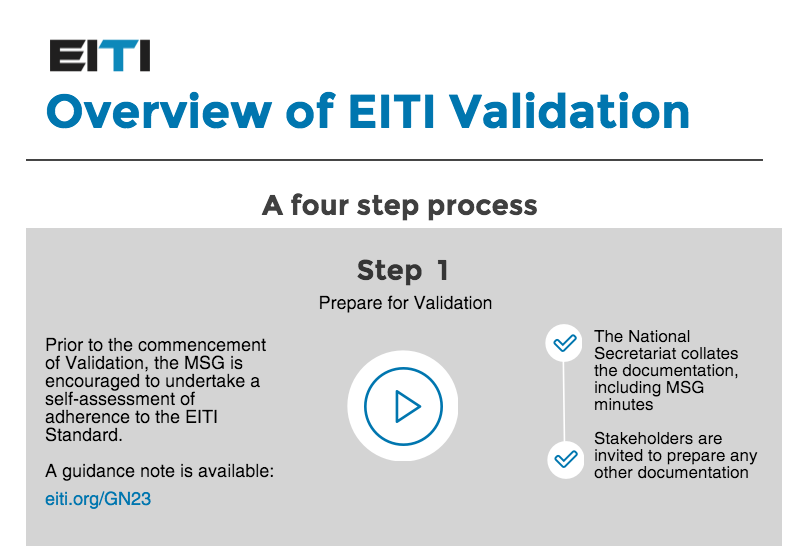 EITI
Overview of EITI Validation
A four step process
Step 1
Prepare for Validation
Prior to the commencement
of Validation, the MSG is
encouraged to undertake a
self-assessment of
adherence to the EITI
Standard.
A guidance note is available:
eiti.org/GN23
The National
Secretariat collates
the documentation,
including MSG
minutes
Stakeholders are
invited to prepare any
other documentation